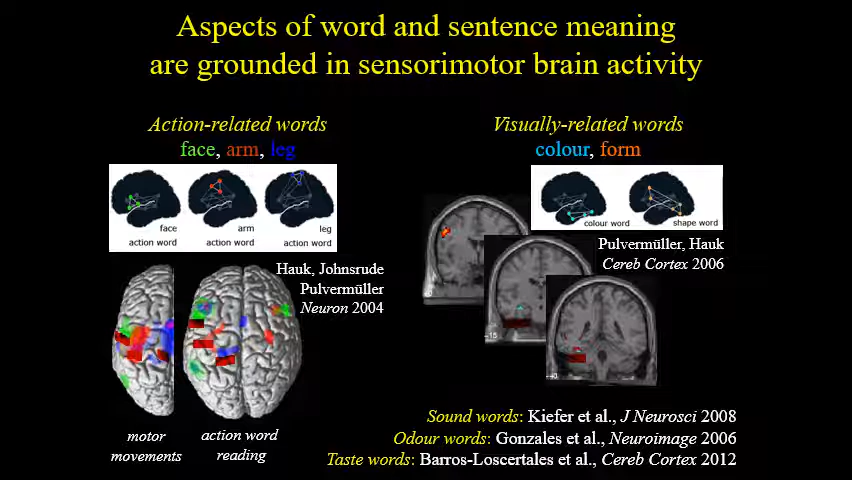 Aspects of word and sentence meaning
are grounded in sensorimotor brain activity
Action-related words
face, arm, leg
face
action word
arm
action word
leg
action word
Hauk, Johnsrude
Pulvermüller
Neuron 2004
motor
movements
action word
reading
Visually-related words
colour, form
colour word
shape word
Pulvermüller, Hauk
Cereb Cortex 2006
-15
Sound words: Kiefer et al., J Neurosci 2008
Odour words: Gonzales et al., Neuroimage 2006
Taste words: Barros-Loscertales et al., Cereb Cortex 2012